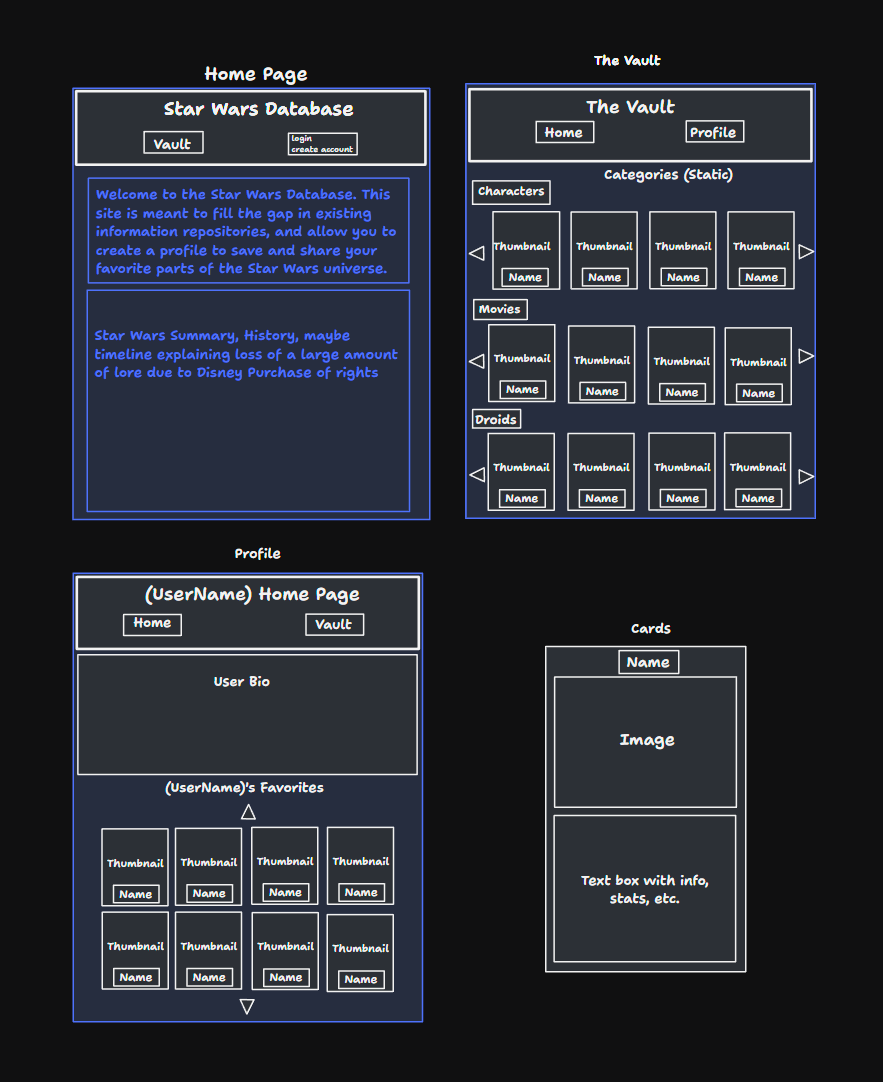 Home Page
Star Wars Database
Vault
login
create account
Welcome to the Star Wars Database. This
site is meant to fill the gap in existing
information repositories, and allow you to
create a profile to save and share your
favorite parts of the Star Wars universe.
Star Wars Summary, History, maybe
timeline explaining loss of a large amount
of lore due to Disney Purchase of rights
The Vault
The Vault
Home
Profile
Categories (Static)
Characters
Thumbnail Thumbnail Thumbnail Thumbnail
Name Name Name Name
Movies
Thumbnail Thumbnail Thumbnail Thumbnail
Name Name Name Name
Droids
Thumbnail Thumbnail Thumbnail Thumbnail
Name Name Name Name
Profile
(UserName) Home Page
Home
Vault
User Bio
(UserName)'s Favorites
Thumbnail Thumbnail Thumbnail Thumbnail
Name Name Name Name
Thumbnail Thumbnail Thumbnail Thumbnail
Name Name Name Name
Cards
Name
Image
Text box with info,
stats, etc.